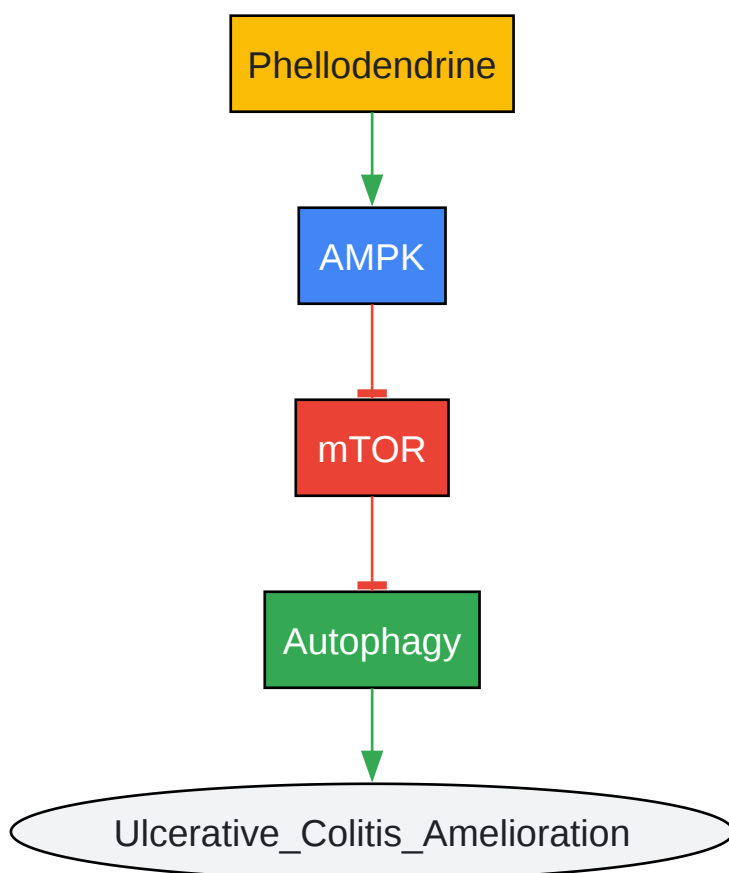 Phellodendrine
AMPK
mTOR
Autophagy
Ulcerative_Colitis_Amelioration